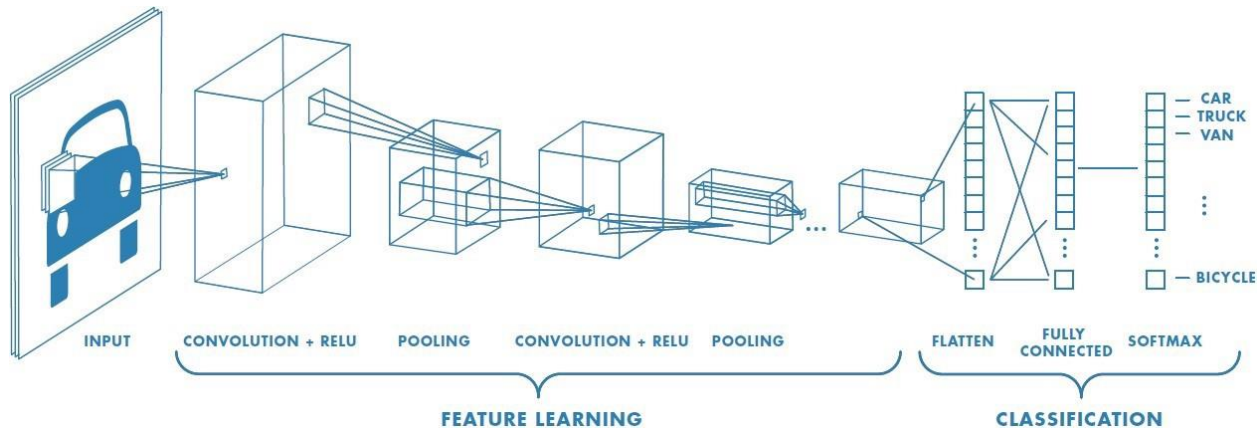 CAR
TRUCK
VAN
BICYCLE
INPUT
CONVOLUTION + RELU
POOLING
CONVOLUTION + RELU
POOLING
FLATTEN
FULLY
CONNECTED
SOFTMAX
FEATURE LEARNING
CLASSIFICATION